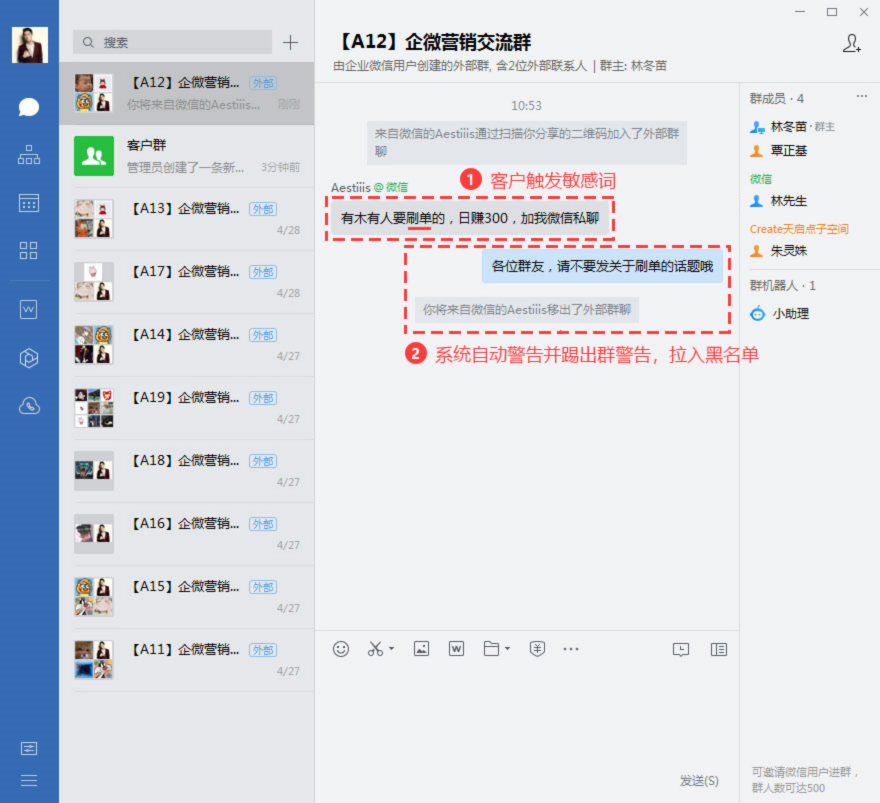 搜索
【A12】企微营销... 外部
你将来自微信的Aestiiis... 刚刚
客户群
管理员创建了一条新... 3分钟前
【A13】企微营销... 外部
4/28
【A17】企微营销... 外部
4/28
【A14】企微营销... 外部
4/27
【A19】企微营销... 外部
4/27
【A18】企微营销... 外部
4/27
【A16】企微营销... 外部
4/27
【A15】企微营销... 外部
4/27
【A11】企微营销... 外部
4/27
【A12】企微营销交流群
由企业微信用户创建的外部群, 含2位外部联系人 | 群主: 林冬苗
10:53
来自微信的Aestiiis通过扫描你分享的二维码加入了外部群
聊
1 客户触发敏感词
Aestiiis @微信
有木有人要刷单的，日赚300，加我微信私聊
各位群友，请不要发关于刷单的话题哦
你将来自微信的Aestiiis移出了外部群聊
2 系统自动警告并踢出群警告，拉入黑名单
发送(S)
群成员 · 4 ...
林冬苗 · 群主
覃正基
微信
林先生
Create天启点子空间
朱灵姝
群机器人 · 1
小助理
可邀请微信用户进群，
群人数可达500